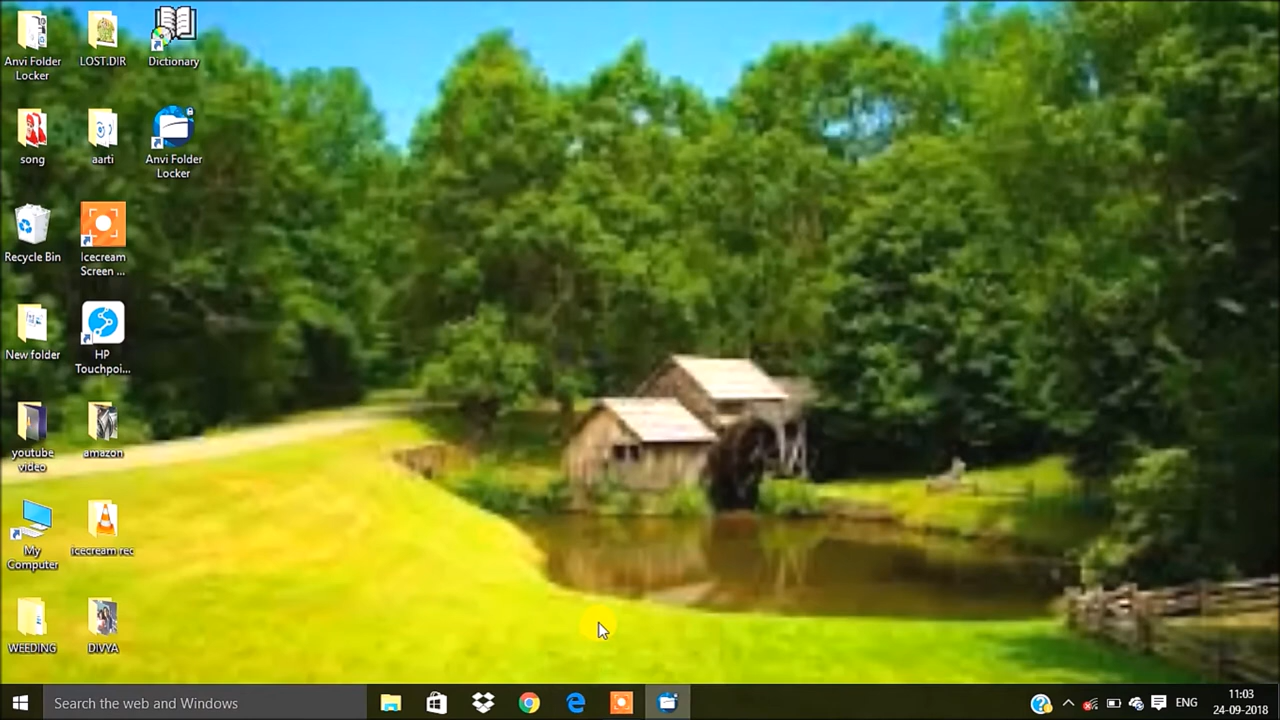 Anvi Folder
Locker
LOST.DIR
Dictionary
song
aarti
Anvi Folder
Locker
Recycle Bin
Icecream
Screen ...
New folder
HP
Touchpoi...
youtube
video
amazon
My
Computer
icecream rec
WEEDING
DIVYA
Search the web and Windows
ENG
11:03
24-09-2018